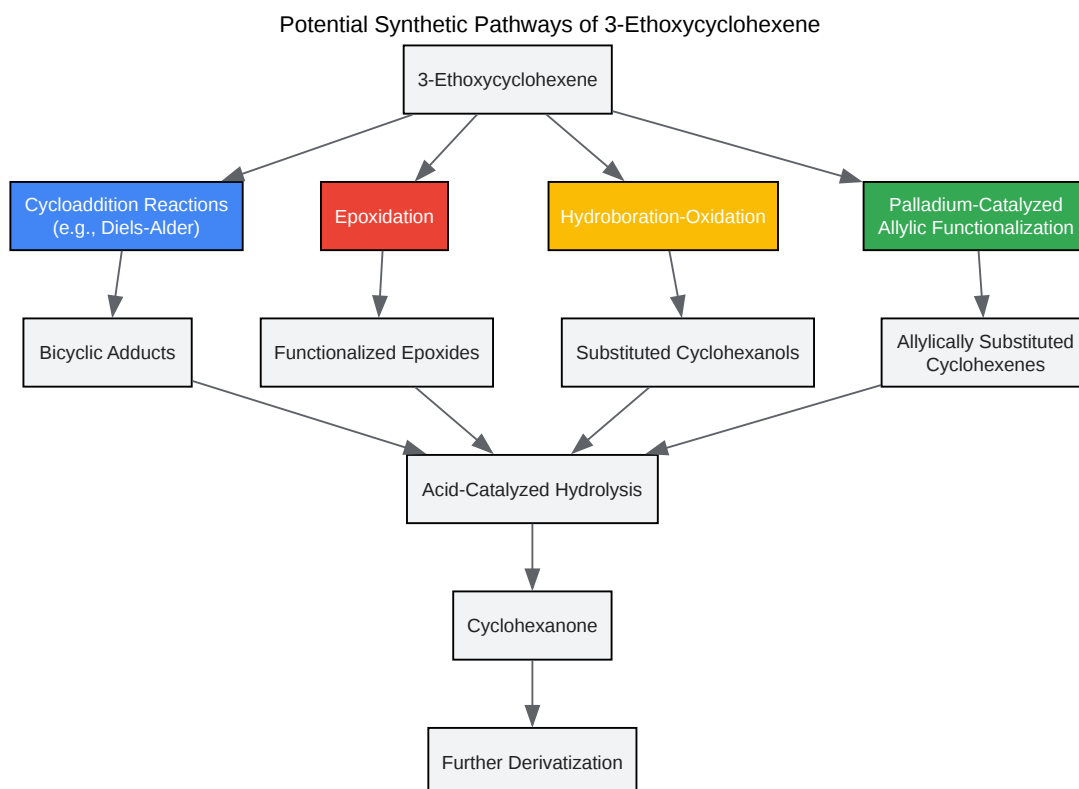 Potential Synthetic Pathways of 3-Ethoxycyclohexene
3-Ethoxycyclohexene
Cycloaddition Reactions
(e.g., Diels-Alder)
Epoxidation
Hydroboration-Oxidation
Palladium-Catalyzed
Allylic Functionalization
Bicyclic Adducts
Functionalized Epoxides
Substituted Cyclohexanols
Allylically Substituted
Cyclohexenes
Acid-Catalyzed Hydrolysis
Cyclohexanone
Further Derivatization